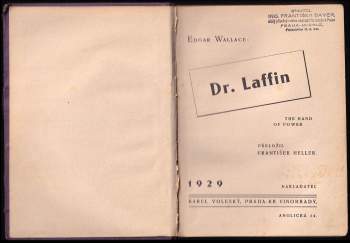 ING. FRANTIŠEK BAYER
EDGAR WALLACE:
Dr. Laffin
THE HAND
OF POWER
PŘELOŽIL
FRANTIŠEK HELLER.
1929
NAKLADATEL
KAREL VOLESKÝ, PRAHA-KR. VINOHRADY,
ANGLICKÁ 14.